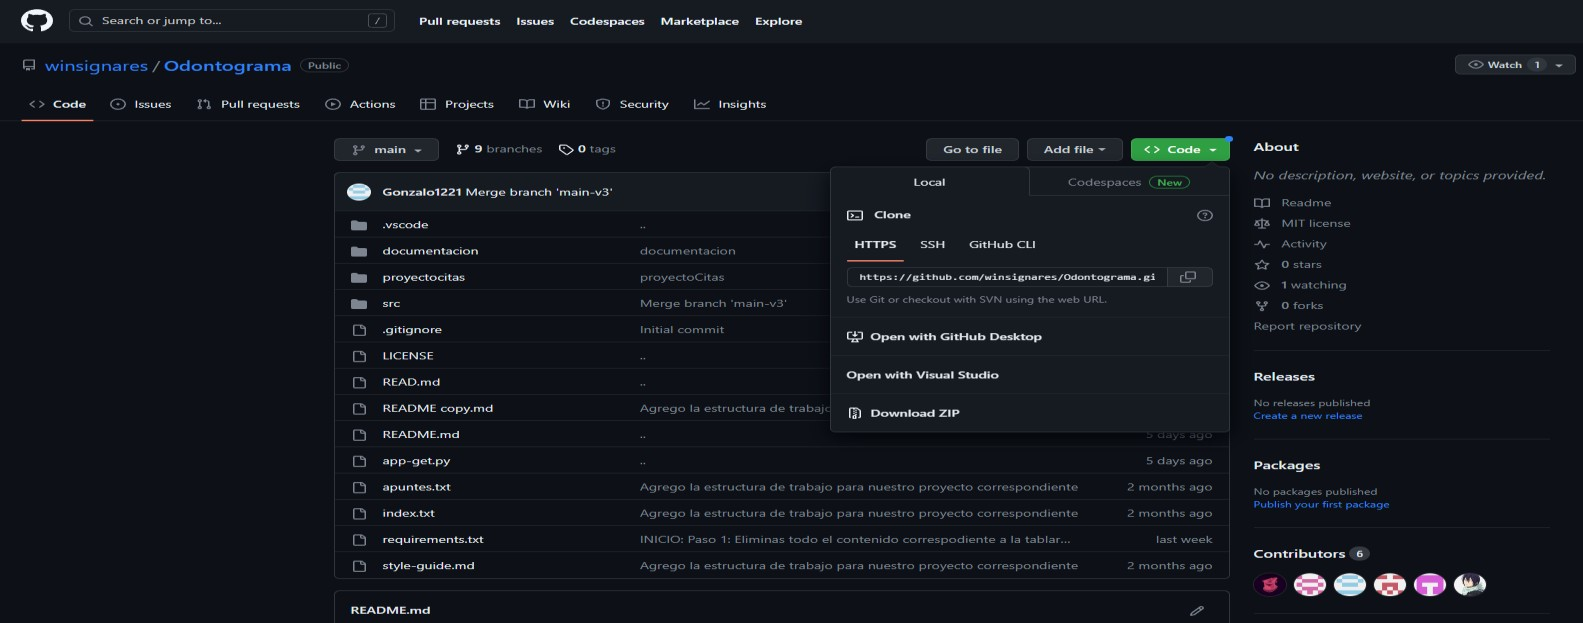 Search or jump to... /
Pull requests Issues Codespaces Marketplace Explore
winsignares / Odontograma Public
Watch 1
Code Issues Pull requests Actions Projects Wiki Security Insights
main 9 branches 0 tags Go to file Add file Code
Gonzalo1221 Merge branch 'main-v3'
.vscode ..
documentacion documentacion
proyectocitas proyectoCitas
src Merge branch 'main-v3'
.gitignore Initial commit
LICENSE ..
READ.md ..
README copy.md Agrego la estructura de trabajo
README.md .. 5 days ago
app-get.py .. 5 days ago
apuntes.txt Agrego la estructura de trabajo para nuestro proyecto correspondiente 2 months ago
index.txt Agrego la estructura de trabajo para nuestro proyecto correspondiente 2 months ago
requirements.txt INICIO: Paso 1: Eliminas todo el contenido correspodiente a la tablar... last week
style-guide.md Agrego la estructura de trabajo para nuestro proyecto correspondiente 2 months ago
README.md
Local Codespaces New
Clone
HTTPS SSH GitHub CLI
https://github.com/winsignares/Odontograma.gi
Use Git or checkout with SVN using the web URL.
Open with GitHub Desktop
Open with Visual Studio
Download ZIP
About
No description, website, or topics provided.
Readme
MIT license
Activity
0 stars
1 watching
0 forks
Report repository
Releases
No releases published
Create a new release
Packages
No packages published
Publish your first package
Contributors 6